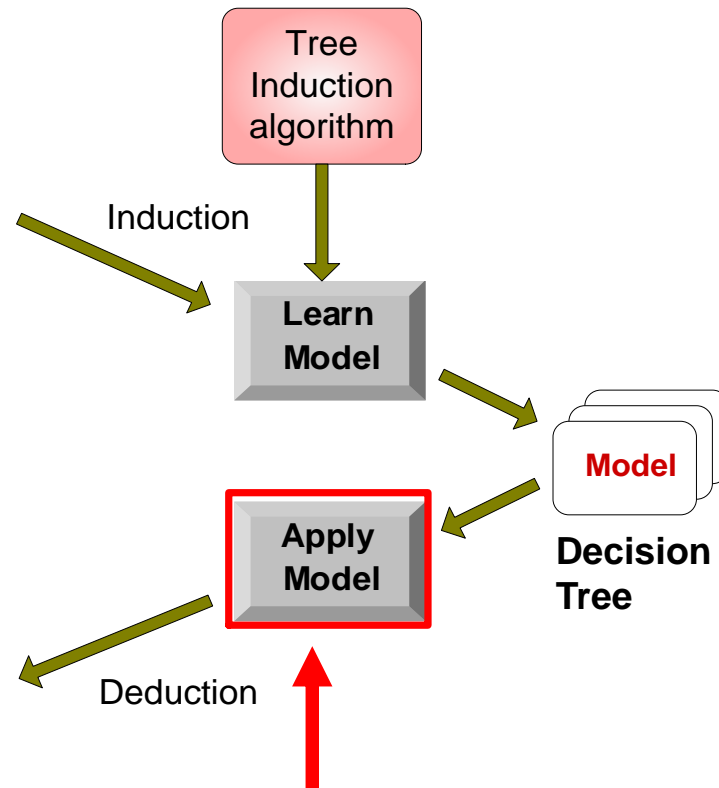 Tree
Induction
algorithm
Induction
Learn
Model
Model
Apply
Model
Decision
Tree
Deduction